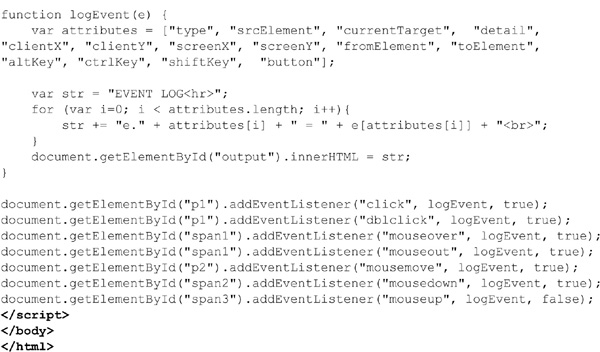 function logEvent(e) {
var attributes = ["type", "srcElement", "currentTarget",  "detail",
"clientX", "clientY", "screenX", "screenY", "fromElement", "toElement",
"altKey", "ctrlKey", "shiftKey",  "button"];
var str = "EVENT LOG<hr>";
for (var i=0; i < attributes.length; i++){
str += "e." + attributes[i] + " = " + e[attributes[i]] + "<br>";
}
document.getElementById("output").innerHTML = str;
}
document.getElementById("p1").addEventListener("click", logEvent, true);
document.getElementById("p1").addEventListener("dblclick", logEvent, true);
document.getElementById("span1").addEventListener("mouseover", logEvent, true);
document.getElementById("span1").addEventListener("mouseout", logEvent, true);
document.getElementById("p2").addEventListener("mousemove", logEvent, true);
document.getElementById("span2").addEventListener("mousedown", logEvent, true);
document.getElementById("span3").addEventListener("mouseup", logEvent, false);
</script>
</body>
</html>